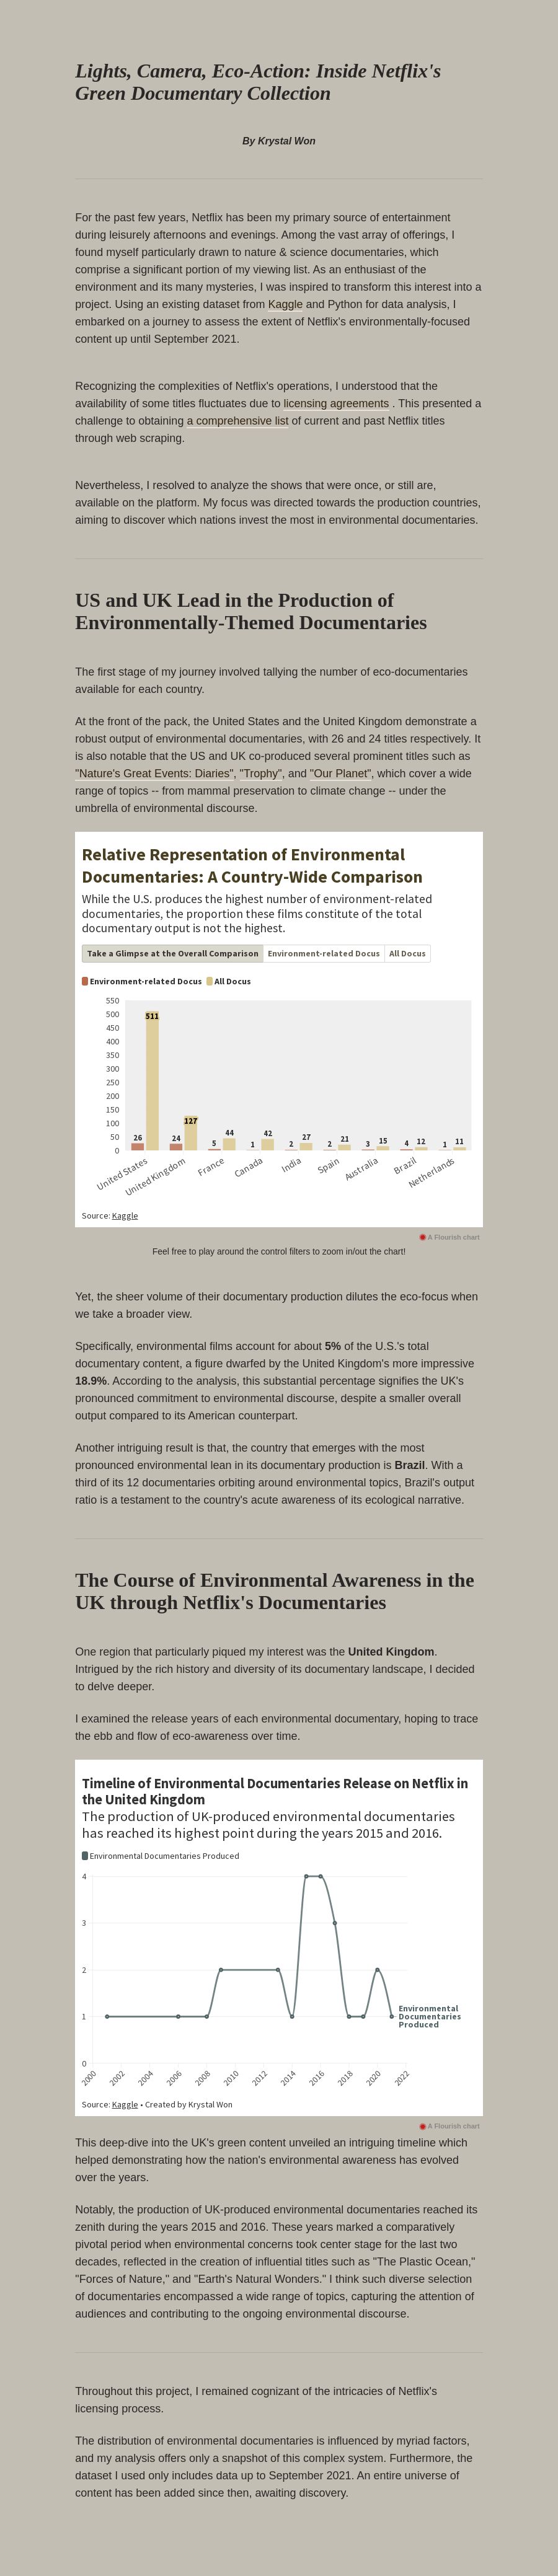 Lights, Camera, Eco-Action: Inside Netflix's
Green Documentary Collection
By Krystal Won
For the past few years, Netflix has been my primary source of entertainment
during leisurely afternoons and evenings. Among the vast array of offerings, I
found myself particularly drawn to nature & science documentaries, which
comprise a significant portion of my viewing list. As an enthusiast of the
environment and its many mysteries, I was inspired to transform this interest into a
project. Using an existing dataset from Kaggle and Python for data analysis, I
embarked on a journey to assess the extent of Netflix's environmentally-focused
content up until September 2021.
Recognizing the complexities of Netflix's operations, I understood that the
availability of some titles fluctuates due to licensing agreements . This presented a
challenge to obtaining a comprehensive list of current and past Netflix titles
through web scraping.
Nevertheless, I resolved to analyze the shows that were once, or still are,
available on the platform. My focus was directed towards the production countries,
aiming to discover which nations invest the most in environmental documentaries.
US and UK Lead in the Production of
Environmentally-Themed Documentaries
The first stage of my journey involved tallying the number of eco-documentaries
available for each country.
At the front of the pack, the United States and the United Kingdom demonstrate a
robust output of environmental documentaries, with 26 and 24 titles respectively. It
is also notable that the US and UK co-produced several prominent titles such as
"Nature's Great Events: Diaries", "Trophy", and "Our Planet", which cover a wide
range of topics -- from mammal preservation to climate change -- under the
umbrella of environmental discourse.
Relative Representation of Environmental
Documentaries: A Country-Wide Comparison
While the U.S. produces the highest number of environment-related
documentaries, the proportion these films constitute of the total
documentary output is not the highest.
Take a Glimpse at the Overall Comparison Environment-related Docus All Docus
Environment-related Docus All Docus
550
500
450
400
350
300
250
200
150
100
50
0
26 511 24 127 5 44 1 42 2 27 2 21 3 15 4 12 1 11
United States United Kingdom France Canada India Spain Australia Brazil Netherlands
Source: Kaggle
A Flourish chart
Feel free to play around the control filters to zoom in/out the chart!
Yet, the sheer volume of their documentary production dilutes the eco-focus when
we take a broader view.
Specifically, environmental films account for about 5% of the U.S.'s total
documentary content, a figure dwarfed by the United Kingdom's more impressive
18.9%. According to the analysis, this substantial percentage signifies the UK's
pronounced commitment to environmental discourse, despite a smaller overall
output compared to its American counterpart.
Another intriguing result is that, the country that emerges with the most
pronounced environmental lean in its documentary production is Brazil. With a
third of its 12 documentaries orbiting around environmental topics, Brazil's output
ratio is a testament to the country's acute awareness of its ecological narrative.
The Course of Environmental Awareness in the
UK through Netflix's Documentaries
One region that particularly piqued my interest was the United Kingdom.
Intrigued by the rich history and diversity of its documentary landscape, I decided
to delve deeper.
I examined the release years of each environmental documentary, hoping to trace
the ebb and flow of eco-awareness over time.
Timeline of Environmental Documentaries Release on Netflix in
the United Kingdom
The production of UK-produced environmental documentaries
has reached its highest point during the years 2015 and 2016.
Environmental Documentaries Produced
4
3
2
1
0
Environmental
Documentaries
Produced
2000 2002 2004 2006 2008 2010 2012 2014 2016 2018 2020 2022
Source: Kaggle • Created by Krystal Won
A Flourish chart
This deep-dive into the UK's green content unveiled an intriguing timeline which
helped demonstrating how the nation's environmental awareness has evolved
over the years.
Notably, the production of UK-produced environmental documentaries reached its
zenith during the years 2015 and 2016. These years marked a comparatively
pivotal period when environmental concerns took center stage for the last two
decades, reflected in the creation of influential titles such as "The Plastic Ocean,"
"Forces of Nature," and "Earth's Natural Wonders." I think such diverse selection
of documentaries encompassed a wide range of topics, capturing the attention of
audiences and contributing to the ongoing environmental discourse.
Throughout this project, I remained cognizant of the intricacies of Netflix's
licensing process.
The distribution of environmental documentaries is influenced by myriad factors,
and my analysis offers only a snapshot of this complex system. Furthermore, the
dataset I used only includes data up to September 2021. An entire universe of
content has been added since then, awaiting discovery.